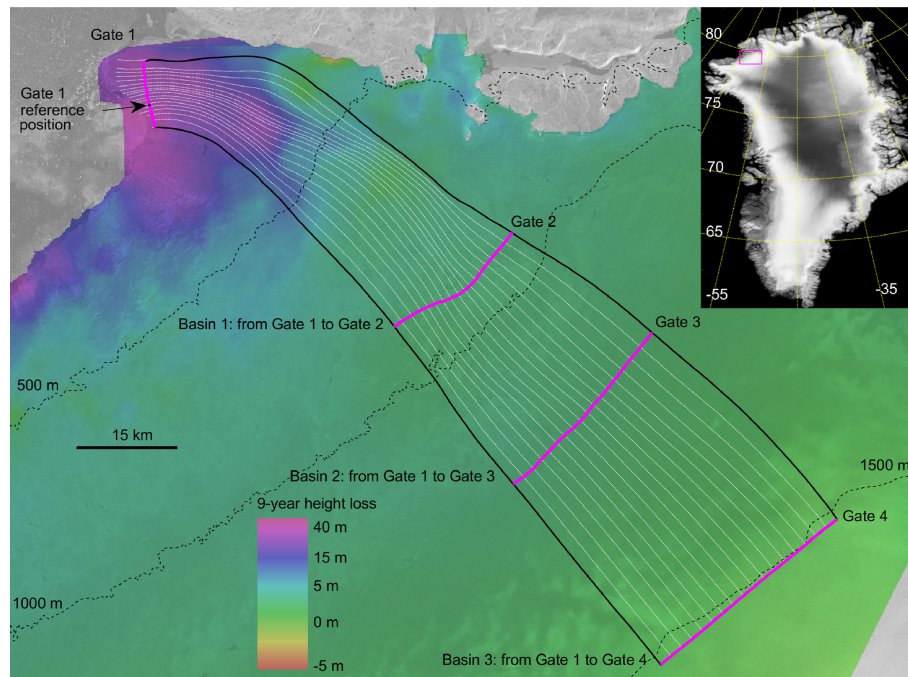 Gate 1
Gate 1
reference
position
80
75
70
65
-55
-35
Gate 2
Basin 1: from Gate 1 to Gate 2
Gate 3
500 m
15 km
1500 m
Basin 2: from Gate 1 to Gate 3
9-year height loss
40 m
15 m
5 m
0 m
-5 m
Gate 4
1000 m
Basin 3: from Gate 1 to Gate 4